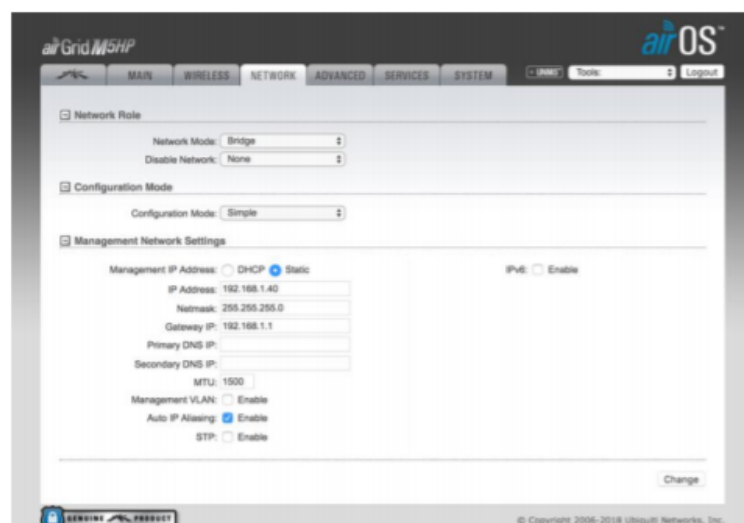 airGrid M5HP
airOS™
MAIN WIRELESS NETWORK ADVANCED SERVICES SYSTEM UNMS Tools: Logout
Network Role
Network Mode: Bridge
Disable Network: None
Configuration Mode
Configuration Mode: Simple
Management Network Settings
Management IP Address: DHCP Static
IPv6: Enable
IP Address: 192.168.1.40
Netmask: 255.255.255.0
Gateway IP: 192.168.1.1
Primary DNS IP:
Secondary DNS IP:
MTU: 1500
Management VLAN: Enable
Auto IP Aliasing: Enable
STP: Enable
Change
GENUINE PRODUCT
© Copyright 2006-2018 Ubiquiti Networks, Inc.